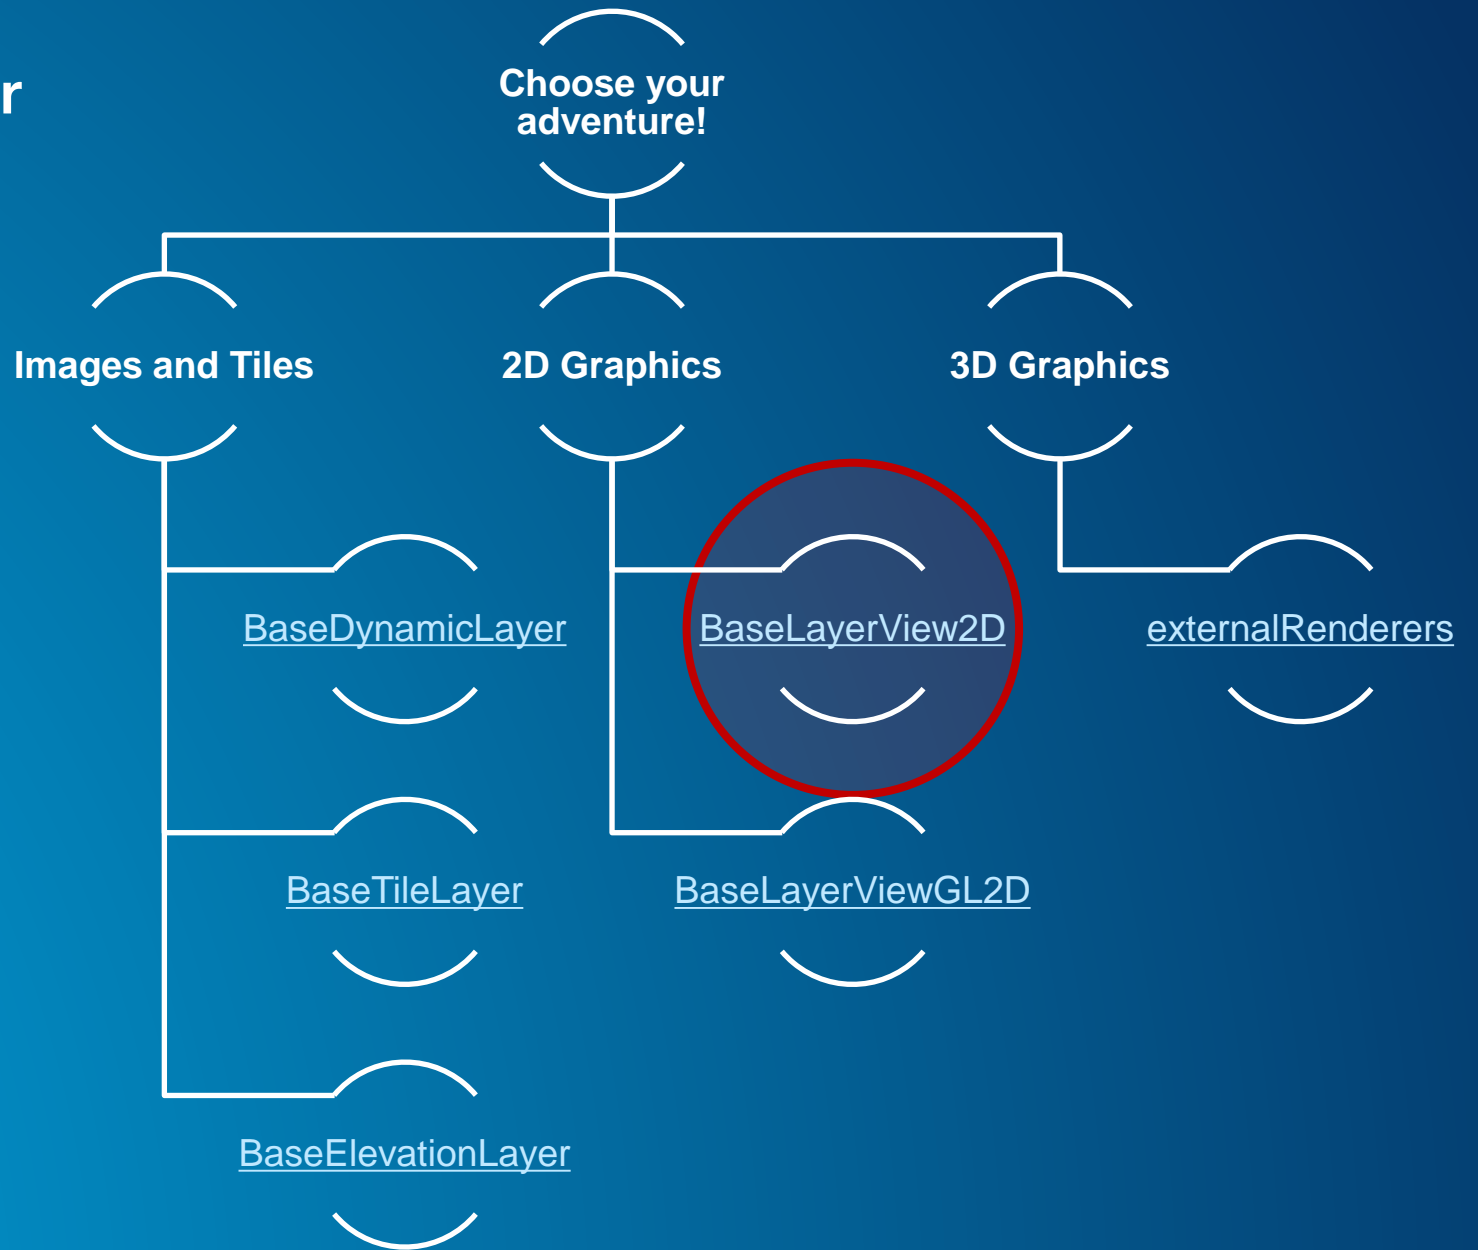 r
Choose your
adventure!
Images and Tiles
2D Graphics
3D Graphics
BaseDynamicLayer
BaseLayerView2D
externalRenderers
BaseTileLayer
BaseLayerViewGL2D
BaseElevationLayer